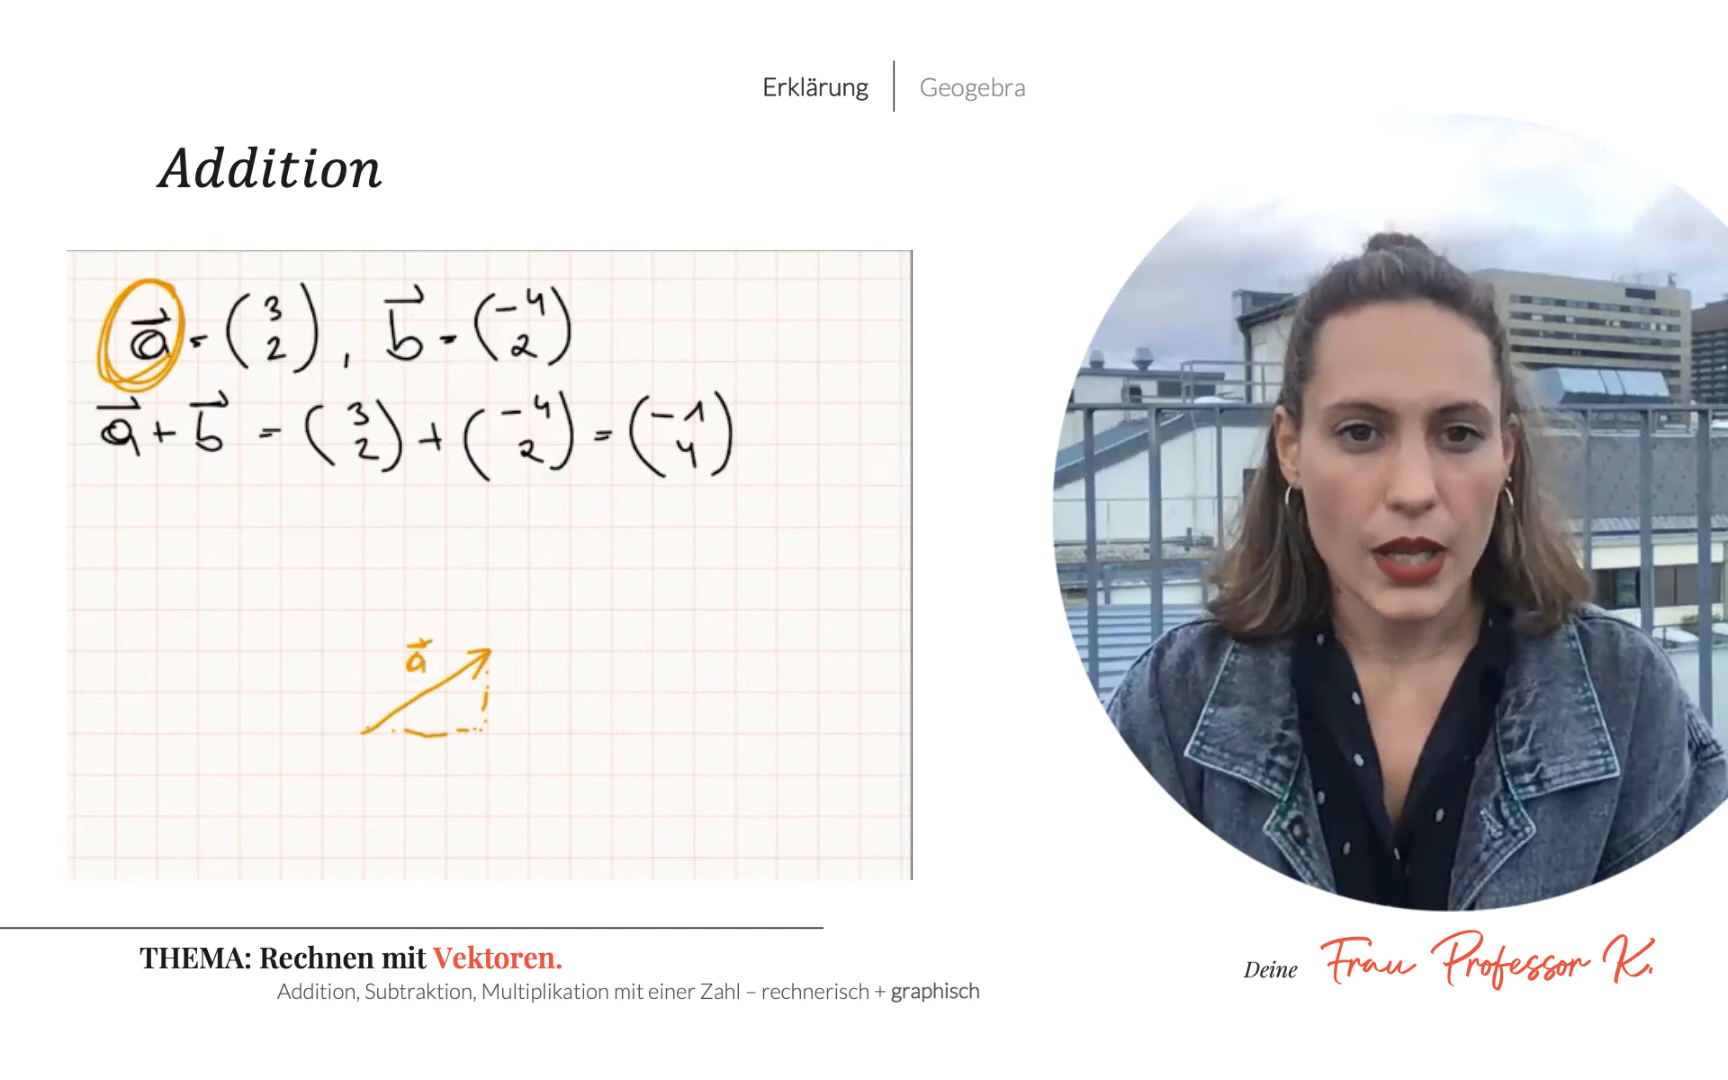 Erklärung | Geogebra
Addition
a⃗ = (3 2), b⃗ = (-4 2)
a⃗ + b⃗ = (3 2) + (-4 2) = (-1 4)
a⃗
THEMA: Rechnen mit Vektoren.
Addition, Subtraktion, Multiplikation mit einer Zahl – rechnerisch + graphisch
Deine Frau Professor K.